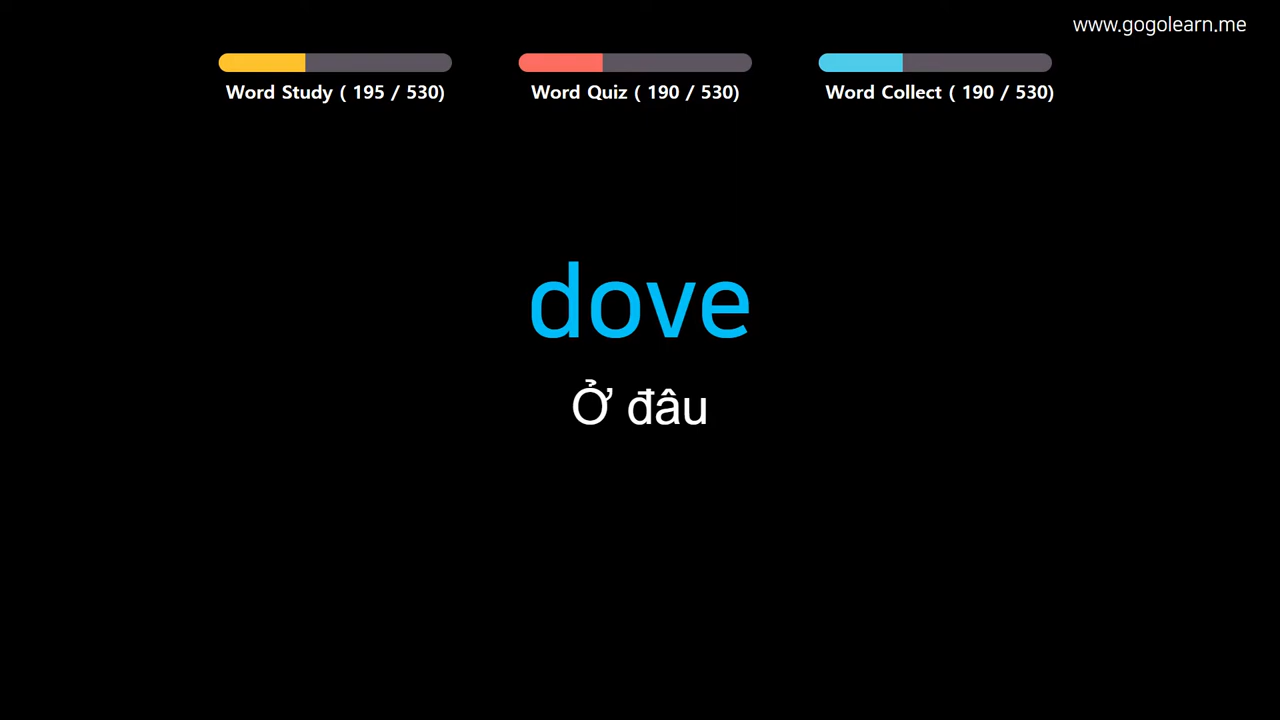 www.gogolearn.me
Word Study ( 195 / 530)
Word Quiz ( 190 / 530)
Word Collect ( 190 / 530)
dove
Ở đâu